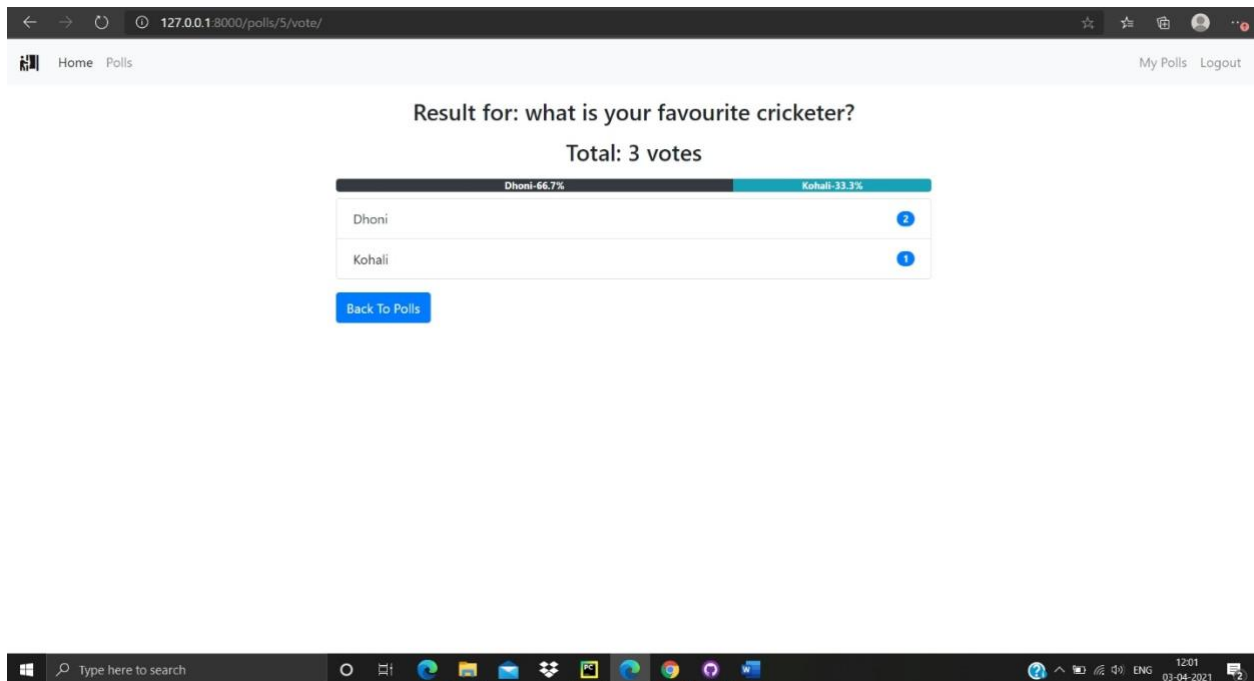 127.0.0.1:8000/polls/5/vote/
Home Polls My Polls Logout
Result for: what is your favourite cricketer?
Total: 3 votes
Dhoni-66.7% Kohali-33.3%
Dhoni 2
Kohali 1
Back To Polls
Type here to search PC W ENG 12:01
03-04-2021 2